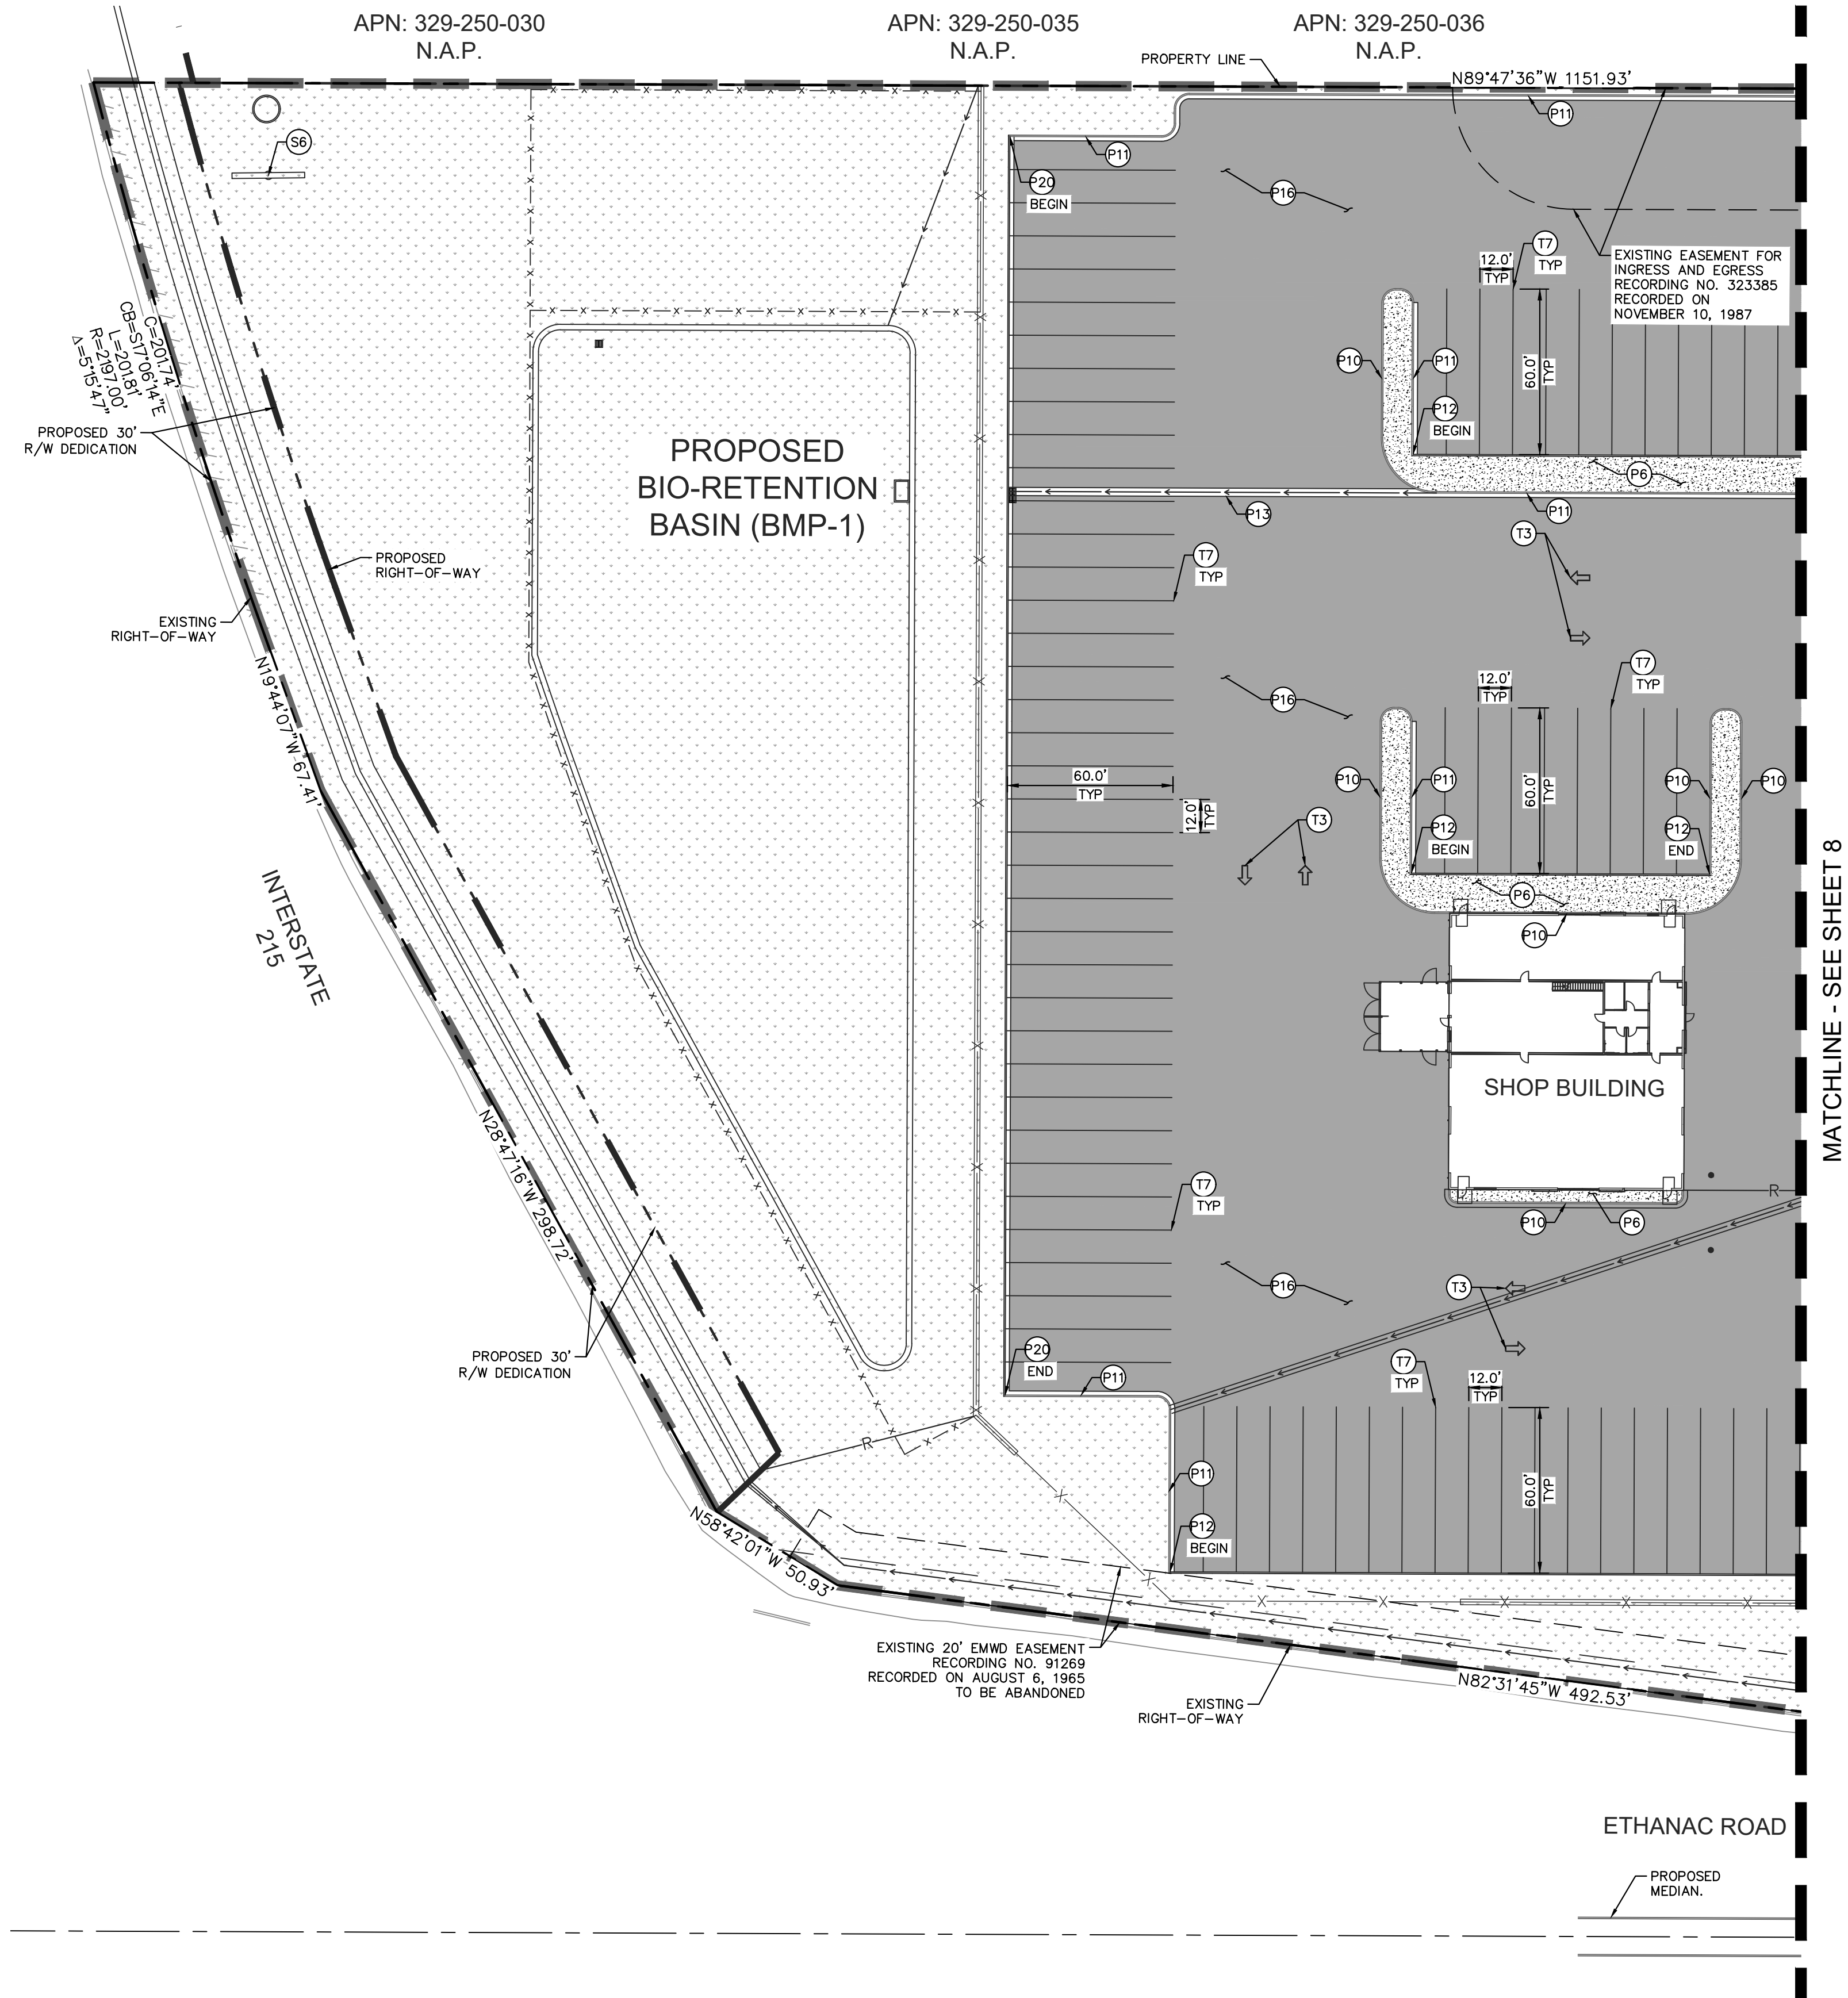 APN: 329-250-030
N.A.P.
APN: 329-250-035
N.A.P.
APN: 329-250-036
N.A.P.
PROPERTY LINE
N89°47'36"W 1151.93'
P11
S6
P11
P20
BEGIN
P16
T7
TYP
12.0'
TYP
EXISTING EASEMENT FOR
INGRESS AND EGRESS
RECORDING NO. 323385
RECORDED ON
NOVEMBER 10, 1987
C=201.74'
CB=S17°06'14"E
L=201.81'
R=2197.00'
Δ=5°15'47"
P10
P11
60.0'
TYP
P12
BEGIN
PROPOSED 30'
R/W DEDICATION
PROPOSED
BIO-RETENTION
BASIN (BMP-1)
P6
P13
P11
T3
PROPOSED
RIGHT-OF-WAY
T7
TYP
EXISTING
RIGHT-OF-WAY
N19°44'07"W 67.41'
P16
12.0'
TYP
T7
TYP
60.0'
TYP
12.0'
TYP
T3
P10
P11
60.0'
TYP
P10
P10
P12
BEGIN
P12
END
P6
P10
MATCHLINE - SEE SHEET 8
INTERSTATE
215
SHOP BUILDING
N28°47'16"W 298.72'
T7
TYP
R
P10
P6
P16
T3
PROPOSED 30'
R/W DEDICATION
P20
END
P11
T7
TYP
12.0'
TYP
R
P11
60.0'
TYP
P12
BEGIN
N58°42'01"W 50.93'
EXISTING 20' EMWD EASEMENT
RECORDING NO. 91269
RECORDED ON AUGUST 6, 1965
TO BE ABANDONED
EXISTING
RIGHT-OF-WAY
N82°31'45"W 492.53'
ETHANAC ROAD
PROPOSED
MEDIAN.